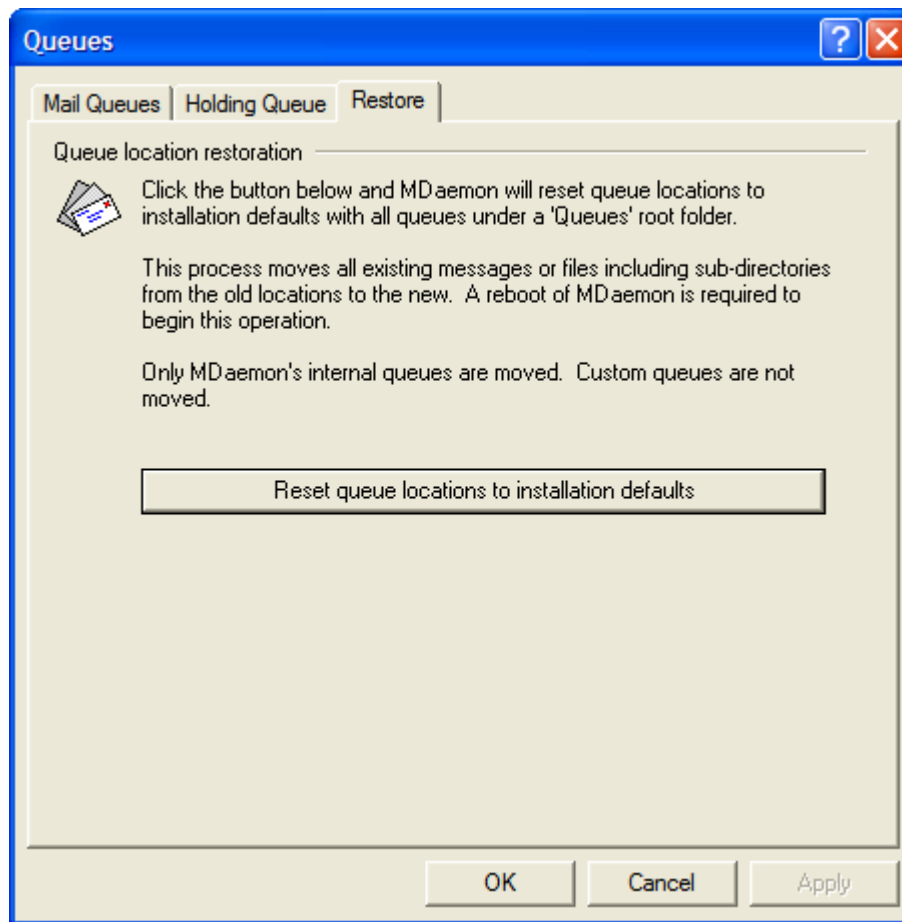 Queues
Mail Queues
Holding Queue
Restore
Queue location restoration
Click the button below and MDaemon will reset queue locations to
installation defaults with all queues under a 'Queues' root folder.
This process moves all existing messages or files including sub-directories
from the old locations to the new.  A reboot of MDaemon is required to
begin this operation.
Only MDaemon's internal queues are moved.  Custom queues are not
moved.
Reset queue locations to installation defaults
OK
Cancel
Apply